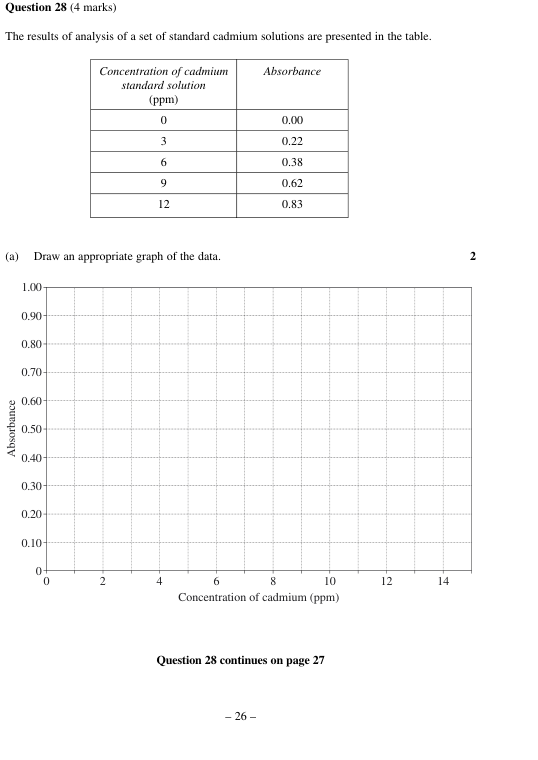 Question 28 (4 marks)
The results of analysis of a set of standard cadmium solutions are presented in the table.
Concentration of cadmium
standard solution
(ppm)
Absorbance
0 0.00
3 0.22
6 0.38
9 0.62
12 0.83
(a) Draw an appropriate graph of the data. 2
1.00
0.90
0.80
0.70
0.60
0.50
0.40
0.30
0.20
0.10
0
Absorbance
0 2 4 6 8 10 12 14
Concentration of cadmium (ppm)
Question 28 continues on page 27
– 26 –